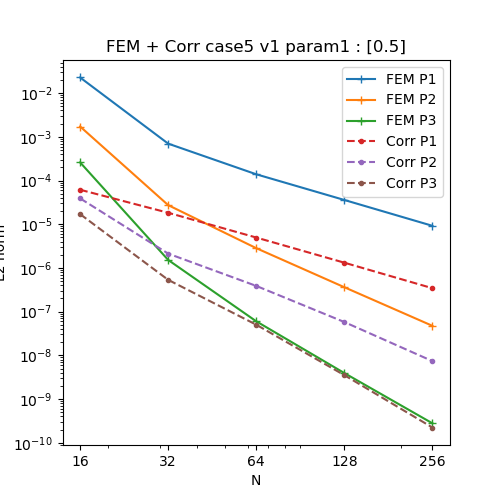 FEM + Corr case5 v1 param1 : [0.5]
FEM P1
FEM P2
FEM P3
Corr P1
Corr P2
Corr P3
10⁻²
10⁻³
10⁻⁴
10⁻⁵
10⁻⁶
10⁻⁷
10⁻⁸
10⁻⁹
10⁻¹⁰
L2 norm
16 32 64 128 256
N